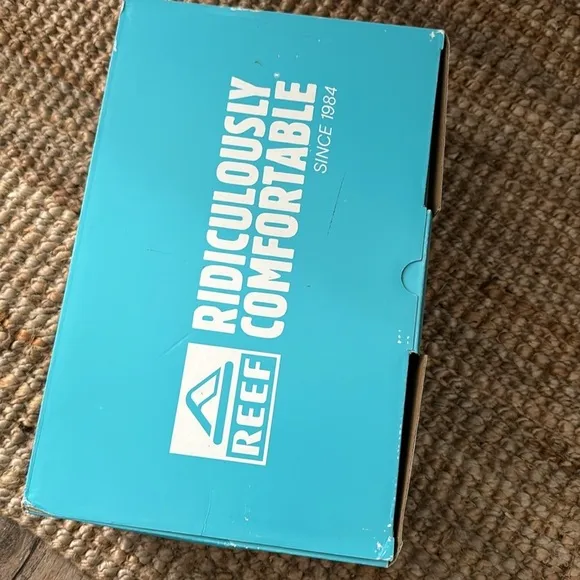 REEF
RIDICULOUSLY
COMFORTABLE
SINCE 1984